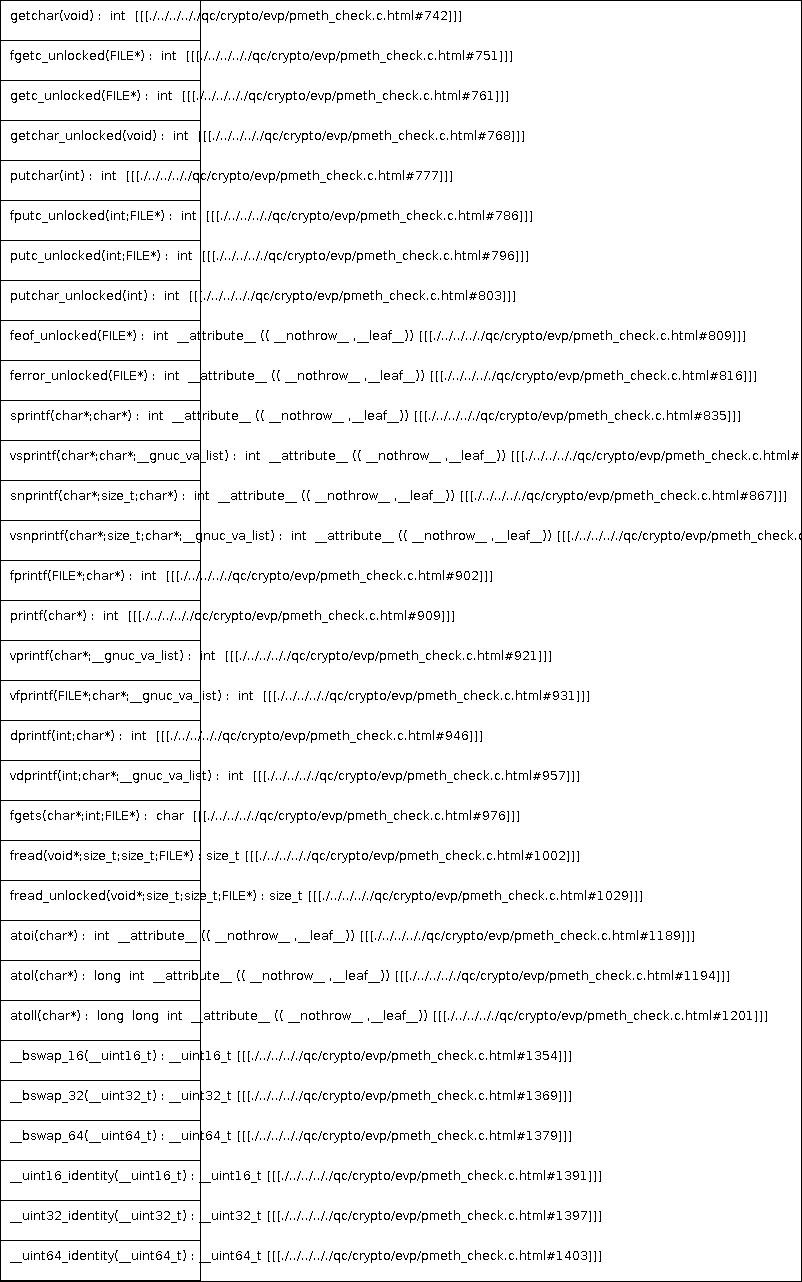 getchar(void) :  int  [[[./../../../../qc/crypto/evp/pmeth_check.c.html#742]]]
fgetc_unlocked(FILE*) :  int  [[[./../../../../qc/crypto/evp/pmeth_check.c.html#751]]]
getc_unlocked(FILE*) :  int  [[[./../../../../qc/crypto/evp/pmeth_check.c.html#761]]]
getchar_unlocked(void) :  int  [[[./../../../../qc/crypto/evp/pmeth_check.c.html#768]]]
putchar(int) :  int  [[[./../../../../qc/crypto/evp/pmeth_check.c.html#777]]]
fputc_unlocked(int;FILE*) :  int  [[[./../../../../qc/crypto/evp/pmeth_check.c.html#786]]]
putc_unlocked(int;FILE*) :  int  [[[./../../../../qc/crypto/evp/pmeth_check.c.html#796]]]
putchar_unlocked(int) :  int  [[[./../../../../qc/crypto/evp/pmeth_check.c.html#803]]]
feof_unlocked(FILE*) :  int  __attribute__ (( __nothrow__ ,__leaf__)) [[[./../../../../qc/crypto/evp/pmeth_check.c.html#809]]]
ferror_unlocked(FILE*) :  int  __attribute__ (( __nothrow__ ,__leaf__)) [[[./../../../../qc/crypto/evp/pmeth_check.c.html#816]]]
sprintf(char*;char*) :  int  __attribute__ (( __nothrow__ ,__leaf__)) [[[./../../../../qc/crypto/evp/pmeth_check.c.html#835]]]
vsprintf(char*;char*;__gnuc_va_list) :  int  __attribute__ (( __nothrow__ ,__leaf__)) [[[./../../../../qc/crypto/evp/pmeth_check.c.html#
snprintf(char*;size_t;char*) :  int  __attribute__ (( __nothrow__ ,__leaf__)) [[[./../../../../qc/crypto/evp/pmeth_check.c.html#867]]]
vsnprintf(char*;size_t;char*;__gnuc_va_list) :  int  __attribute__ (( __nothrow__ ,__leaf__)) [[[./../../../../qc/crypto/evp/pmeth_check.c
fprintf(FILE*;char*) :  int  [[[./../../../../qc/crypto/evp/pmeth_check.c.html#902]]]
printf(char*) :  int  [[[./../../../../qc/crypto/evp/pmeth_check.c.html#909]]]
vprintf(char*;__gnuc_va_list) :  int  [[[./../../../../qc/crypto/evp/pmeth_check.c.html#921]]]
vfprintf(FILE*;char*;__gnuc_va_list) :  int  [[[./../../../../qc/crypto/evp/pmeth_check.c.html#931]]]
dprintf(int;char*) :  int  [[[./../../../../qc/crypto/evp/pmeth_check.c.html#946]]]
vdprintf(int;char*;__gnuc_va_list) :  int  [[[./../../../../qc/crypto/evp/pmeth_check.c.html#957]]]
fgets(char*;int;FILE*) :  char  [[[./../../../../qc/crypto/evp/pmeth_check.c.html#976]]]
fread(void*;size_t;size_t;FILE*) : size_t [[[./../../../../qc/crypto/evp/pmeth_check.c.html#1002]]]
fread_unlocked(void*;size_t;size_t;FILE*) : size_t [[[./../../../../qc/crypto/evp/pmeth_check.c.html#1029]]]
atoi(char*) :  int  __attribute__ (( __nothrow__ ,__leaf__)) [[[./../../../../qc/crypto/evp/pmeth_check.c.html#1189]]]
atol(char*) :  long  int  __attribute__ (( __nothrow__ ,__leaf__)) [[[./../../../../qc/crypto/evp/pmeth_check.c.html#1194]]]
atoll(char*) :  long  long  int  __attribute__ (( __nothrow__ ,__leaf__)) [[[./../../../../qc/crypto/evp/pmeth_check.c.html#1201]]]
__bswap_16(__uint16_t) : __uint16_t [[[./../../../../qc/crypto/evp/pmeth_check.c.html#1354]]]
__bswap_32(__uint32_t) : __uint32_t [[[./../../../../qc/crypto/evp/pmeth_check.c.html#1369]]]
__bswap_64(__uint64_t) : __uint64_t [[[./../../../../qc/crypto/evp/pmeth_check.c.html#1379]]]
__uint16_identity(__uint16_t) : __uint16_t [[[./../../../../qc/crypto/evp/pmeth_check.c.html#1391]]]
__uint32_identity(__uint32_t) : __uint32_t [[[./../../../../qc/crypto/evp/pmeth_check.c.html#1397]]]
__uint64_identity(__uint64_t) : __uint64_t [[[./../../../../qc/crypto/evp/pmeth_check.c.html#1403]]]